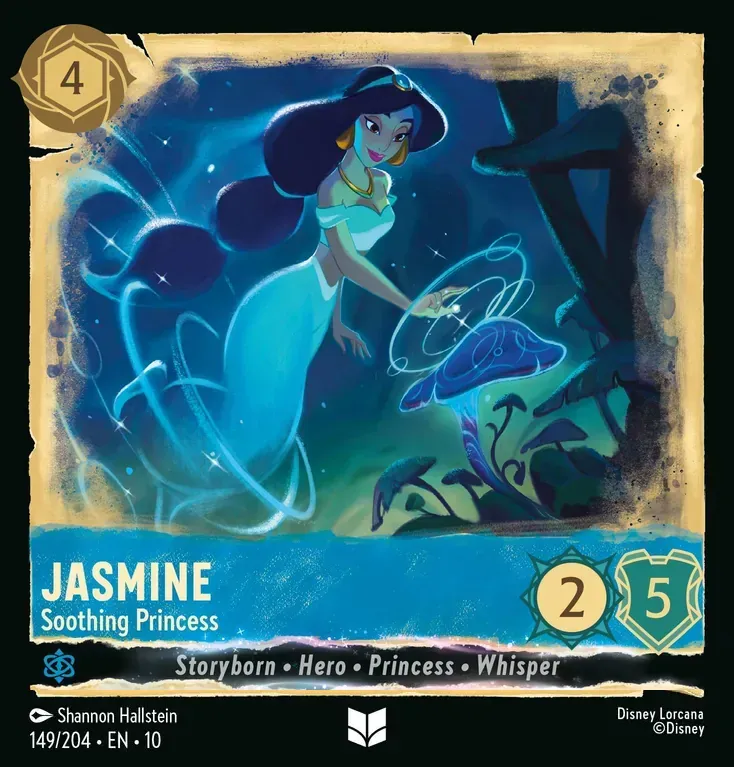 4
JASMINE
Soothing Princess
2
5
Storyborn • Hero • Princess • Whisper
Shannon Hallstein
149/204 • EN • 10
Disney Lorcana
©Disney